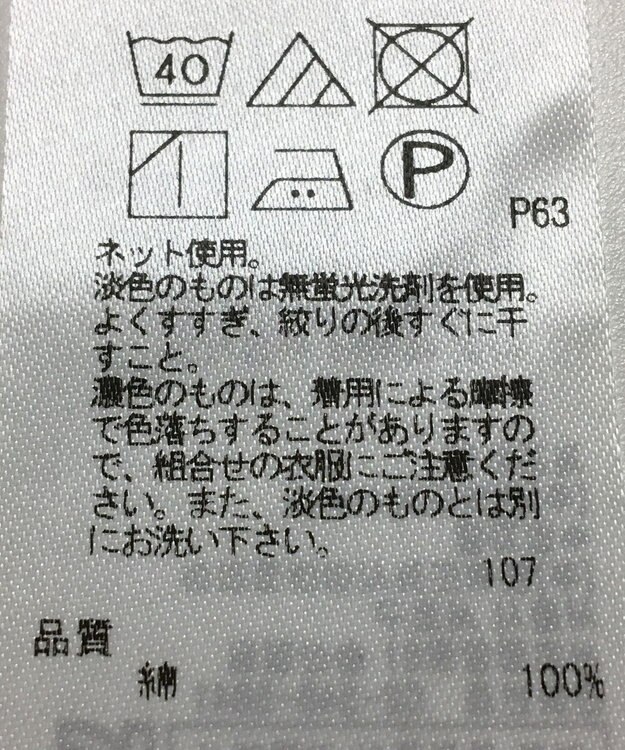 40
P
P63
ネット使用。
淡色のものは無蛍光洗剤を使用。
よくすすぎ、絞りの後すぐに干
すこと。
濃色のものは、着用による摩擦
で色落ちすることがありますの
で、組合せの衣服にご注意くだ
さい。また、淡色のものとは別
にお洗い下さい。
107
品質
綿 100%